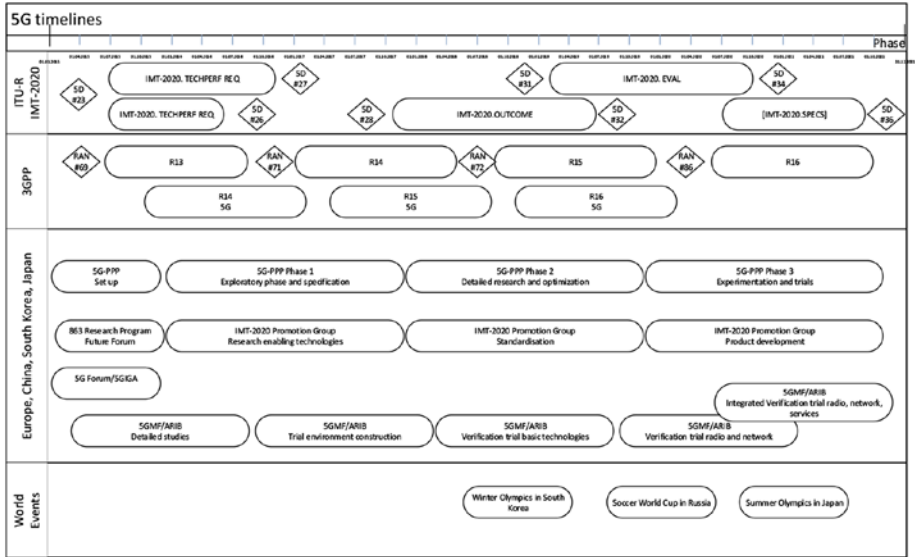 5G timelines
Phase
ITU-R
IMT-2020
SD
#23
IMT-2020. TECHPERF REQ
SD
#27
SD
#31
IMT-2020. EVAL
SD
#34
IMT-2020. TECHPERF REQ
SD
#26
SD
#28
IMT-2020.OUTCOME
SD
#32
[IMT-2020.SPECS]
SD
#36
3GPP
RAN
#69
R13
RAN
#71
R14
RAN
#72
R15
RAN
#86
R16
R14
5G
R15
5G
R16
5G
Europe, China, South Korea, Japan
5G-PPP
Set up
5G-PPP Phase 1
Exploratory phase and specification
5G-PPP Phase 2
Detailed research and optimization
5G-PPP Phase 3
Experimentation and trials
863 Research Program
Future Forum
IMT-2020 Promotion Group
Research enabling technologies
IMT-2020 Promotion Group
Standardisation
IMT-2020 Promotion Group
Product development
5G Forum/5GIGA
5GMF/ARIB
Integrated Verification trial radio, network,
services
5GMF/ARIB
Detailed studies
5GMF/ARIB
Trial environment construction
5GMF/ARIB
Verification trial basic technologies
5GMF/ARIB
Verification trial radio and network
World
Events
Winter Olympics in South
Korea
Soccer World Cup in Russia
Summer Olympics in Japan